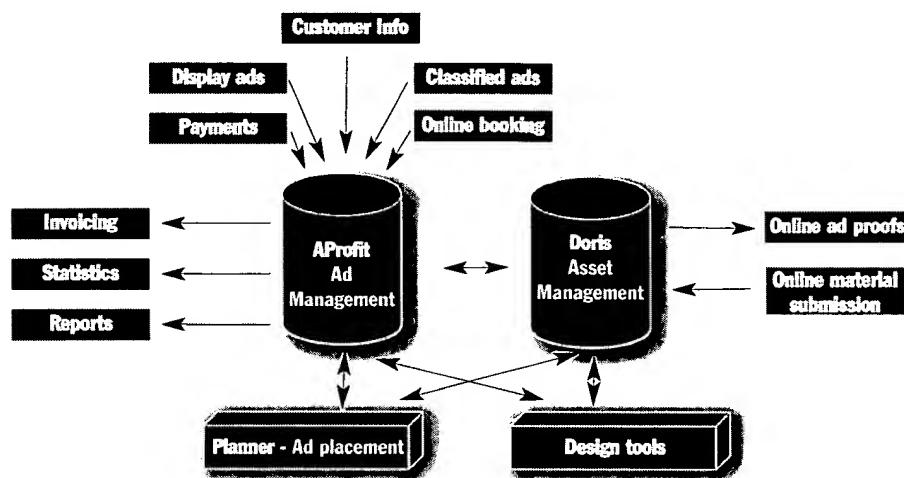 Customer Info
Display ads
Classified ads
Payments
Online booking
Invoicing
Statistics
Reports
AProfit
Ad
Management
Doris
Asset
Management
Online ad proofs
Online material
submission
Planner - Ad placement
Design tools